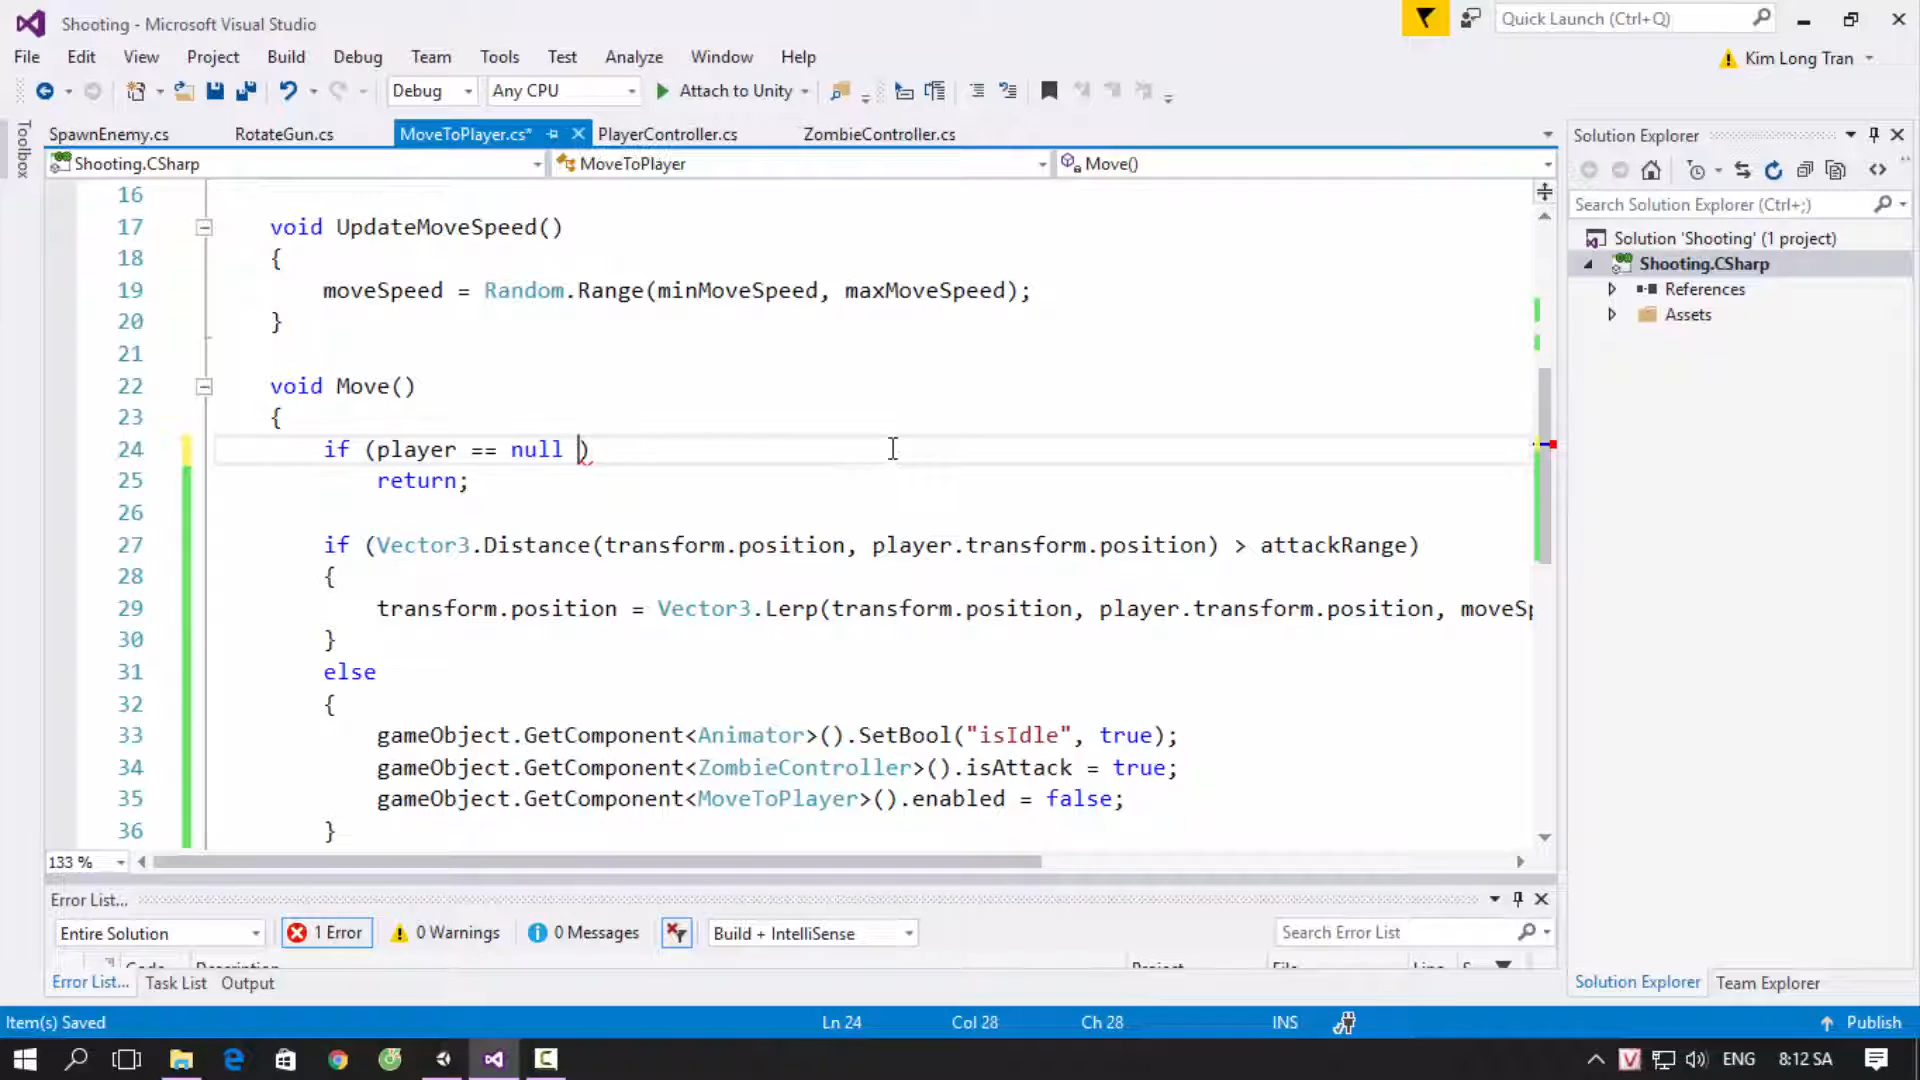 Shooting - Microsoft Visual Studio
Quick Launch (Ctrl+Q)
File Edit View Project Build Debug Team Tools Test Analyze Window Help
Kim Long Tran
Debug Any CPU Attach to Unity
Toolbox
SpawnEnemy.cs RotateGun.cs MoveToPlayer.cs* PlayerController.cs ZombieController.cs
Shooting.CSharp MoveToPlayer Move()
16
17 void UpdateMoveSpeed()
18 {
19 moveSpeed = Random.Range(minMoveSpeed, maxMoveSpeed);
20 }
21
22 void Move()
23 {
24 if (player == null )
25 return;
26
27 if (Vector3.Distance(transform.position, player.transform.position) > attackRange)
28 {
29 transform.position = Vector3.Lerp(transform.position, player.transform.position, moveSp
30 }
31 else
32 {
33 gameObject.GetComponent<Animator>().SetBool("isIdle", true);
34 gameObject.GetComponent<ZombieController>().isAttack = true;
35 gameObject.GetComponent<MoveToPlayer>().enabled = false;
36 }
133 %
Solution Explorer
Search Solution Explorer (Ctrl+;)
Solution 'Shooting' (1 project)
Shooting.CSharp
References
Assets
Error List...
Entire Solution 1 Error 0 Warnings 0 Messages Build + IntelliSense Search Error List
Error List... Task List Output
Solution Explorer Team Explorer
Item(s) Saved Ln 24 Col 28 Ch 28 INS Publish
ENG 8:12 SA